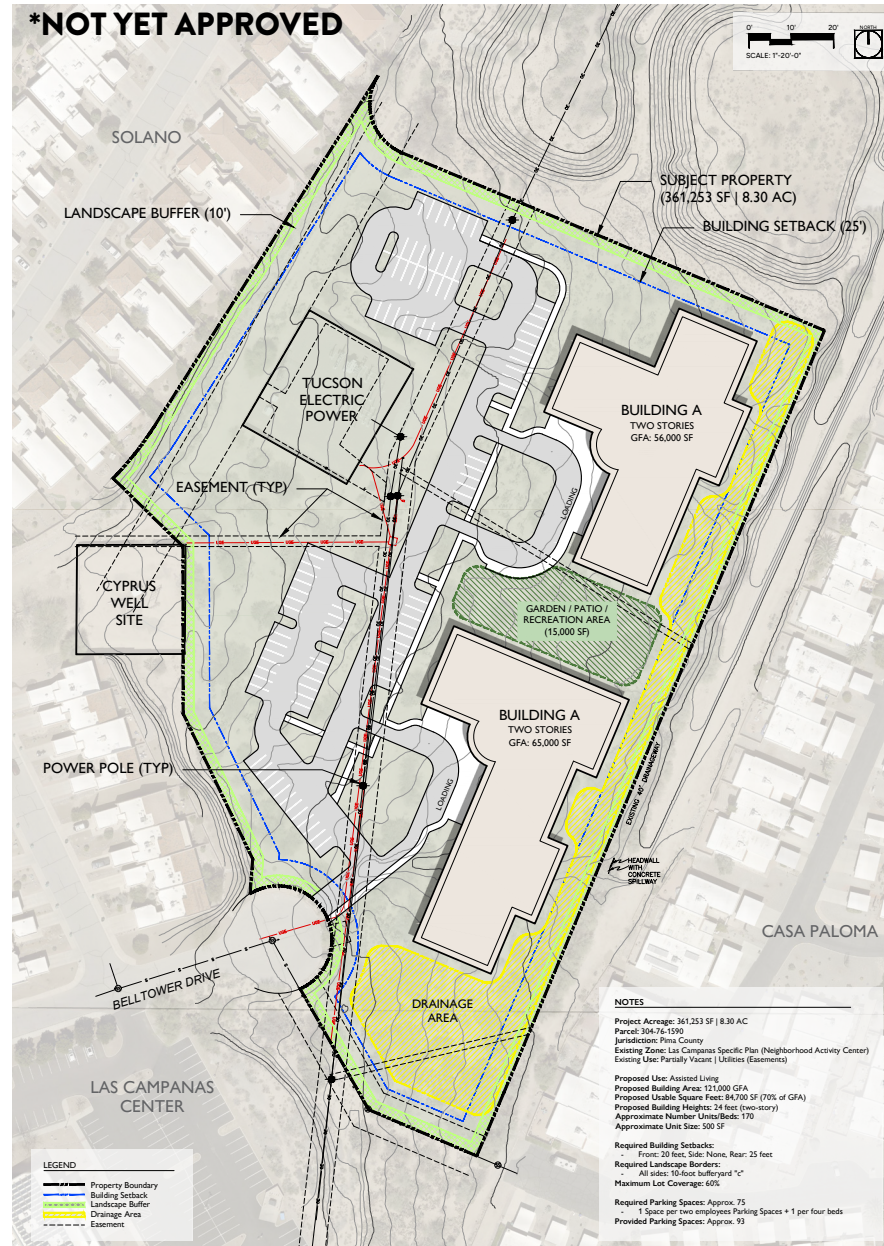 *NOT YET APPROVED
0' 10' 20'
SCALE: 1"-20'-0"
NORTH
SOLANO
SUBJECT PROPERTY
(361,253 SF | 8.30 AC)
LANDSCAPE BUFFER (10')
BUILDING SETBACK (25')
TUCSON
ELECTRIC
POWER
BUILDING A
TWO STORIES
GFA: 56,000 SF
EASEMENT (TYP)
LOADING
CYPRUS
WELL
SITE
GARDEN / PATIO /
RECREATION AREA
(15,000 SF)
BUILDING A
TWO STORIES
GFA: 65,000 SF
POWER POLE (TYP)
LOADING
EXISTING 40' DRAINAGEWAY
HEADWALL
WITH
CONCRETE
SPILLWAY
CASA PALOMA
BELLTOWER DRIVE
DRAINAGE
AREA
LAS CAMPANAS
CENTER
NOTES
Project Acreage: 361,253 SF | 8.30 AC
Parcel: 304-76-1590
Jurisdiction: Pima County
Existing Zone: Las Campanas Specific Plan (Neighborhood Activity Center)
Existing Use: Partially Vacant | Utilities (Easements)
Proposed Use: Assisted Living
Proposed Building Area: 121,000 GFA
Proposed Usable Square Feet: 84,700 SF (70% of GFA)
Proposed Building Heights: 24 feet (two-story)
Approximate Number Units/Beds: 170
Approximate Unit Size: 500 SF
Required Building Setbacks:
- Front: 20 feet, Side: None, Rear: 25 feet
Required Landscape Borders:
- All sides: 10-foot bufferyard "c"
Maximum Lot Coverage: 60%
Required Parking Spaces: Approx. 75
- 1 Space per two employees Parking Spaces + 1 per four beds
Provided Parking Spaces: Approx. 93
LEGEND
Property Boundary
Building Setback
Landscape Buffer
Drainage Area
Easement